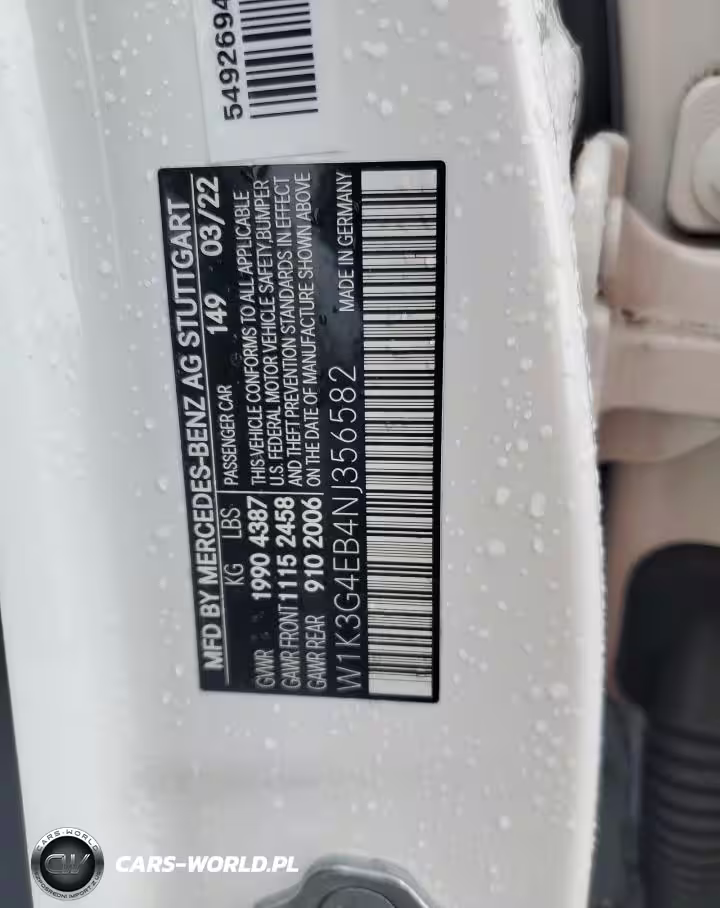 5492694
MFD BY MERCEDES-BENZ AG STUTTGART
KG LBS PASSENGER CAR 149 03/22
GVWR 1990 4387 THIS VEHICLE CONFORMS TO ALL APPLICABLE
GAWR FRONT 1115 2458 U.S. FEDERAL MOTOR VEHICLE SAFETY, BUMPER
GAWR REAR 910 2006 AND THEFT PREVENTION STANDARDS IN EFFECT
ON THE DATE OF MANUFACTURE SHOWN ABOVE
W1K3G4EB4NJ356582 MADE IN GERMANY
CARS-WORLD
CW
CARS-WORLD.PL